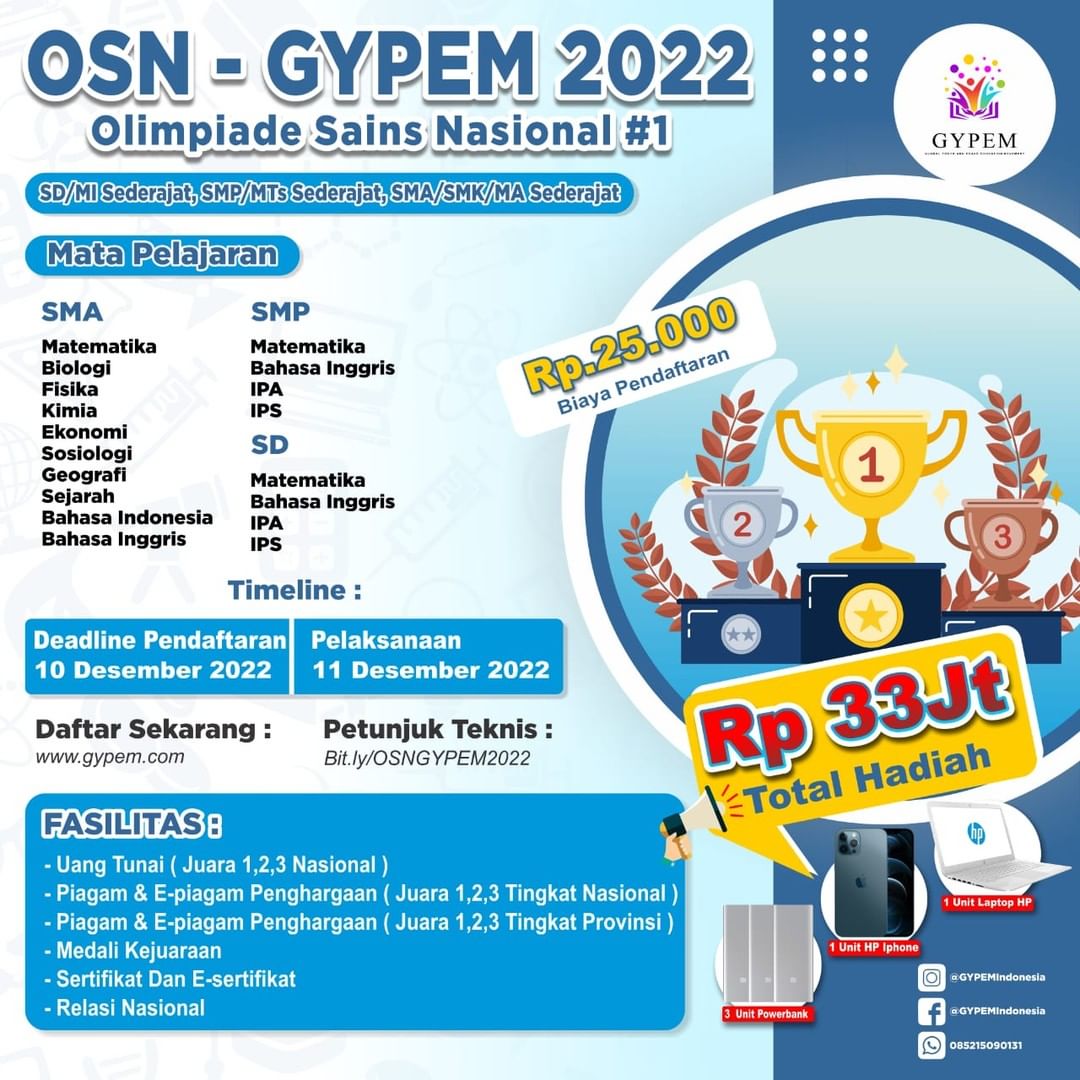 OSN - GYPEM 2022
Olimpiade Sains Nasional #1
GYPEM
SD/MI Sederajat, SMP/MTs Sederajat, SMA/SMK/MA Sederajat
Mata Pelajaran
SMA
Matematika
Biologi
Fisika
Kimia
Ekonomi
Sosiologi
Geografi
Sejarah
Bahasa Indonesia
Bahasa Inggris
SMP
Matematika
Bahasa Inggris
IPA
IPS
SD
Matematika
Bahasa Inggris
IPA
IPS
Rp.25.000
Biaya Pendaftaran
1
2
3
Timeline :
Deadline Pendaftaran
10 Desember 2022
Pelaksanaan
11 Desember 2022
Daftar Sekarang :
www.gypem.com
Petunjuk Teknis :
Bit.ly/OSNGYPEM2022
Rp 33Jt
Total Hadiah
FASILITAS :
- Uang Tunai ( Juara 1,2,3 Nasional )
- Piagam & E-piagam Penghargaan ( Juara 1,2,3 Tingkat Nasional )
- Piagam & E-piagam Penghargaan ( Juara 1,2,3 Tingkat Provinsi )
- Medali Kejuaraan
- Sertifikat Dan E-sertifikat
- Relasi Nasional
hp
1 Unit Laptop HP
1 Unit HP Iphone
3 Unit Powerbank
@GYPEMIndonesia
@GYPEMIndonesia
085215090131